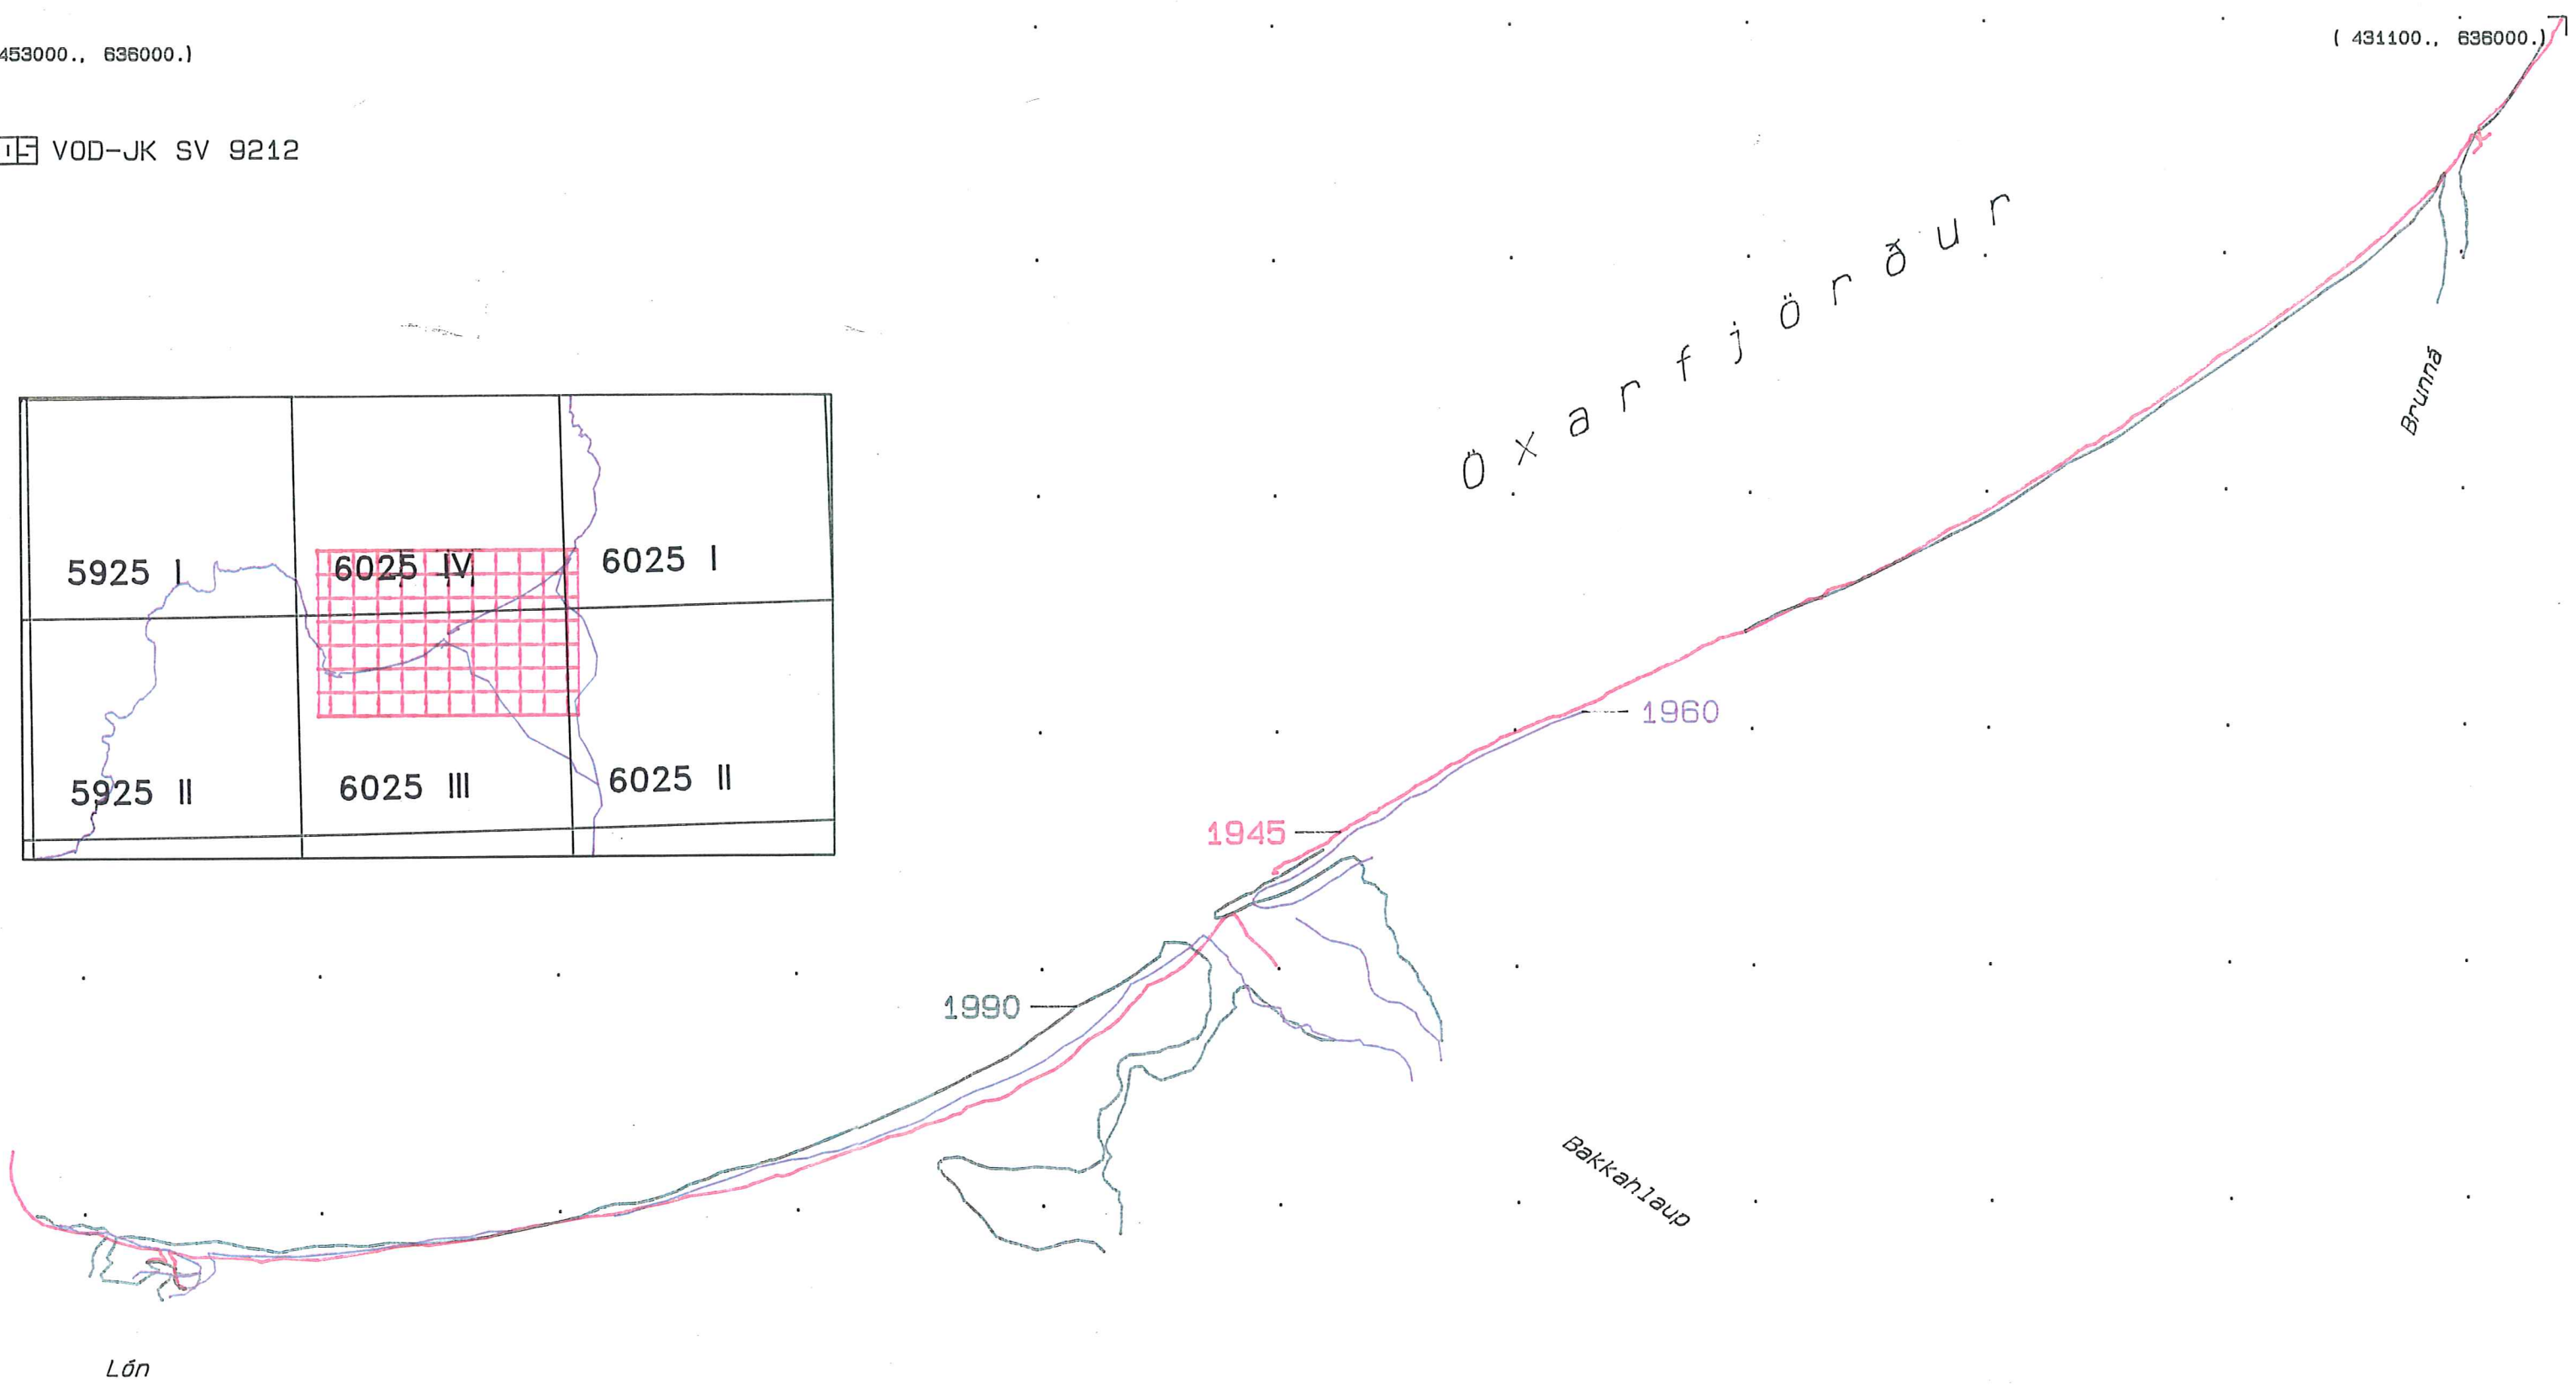 453000., 636000.)
( 431100., 636000.)
VOD-JK SV 9212
Öxarfjörður
Brunná
5925 I
6025 IV
6025 I
5925 II
6025 III
6025 II
1960
1945
1990
Bakkahlaup
Lón